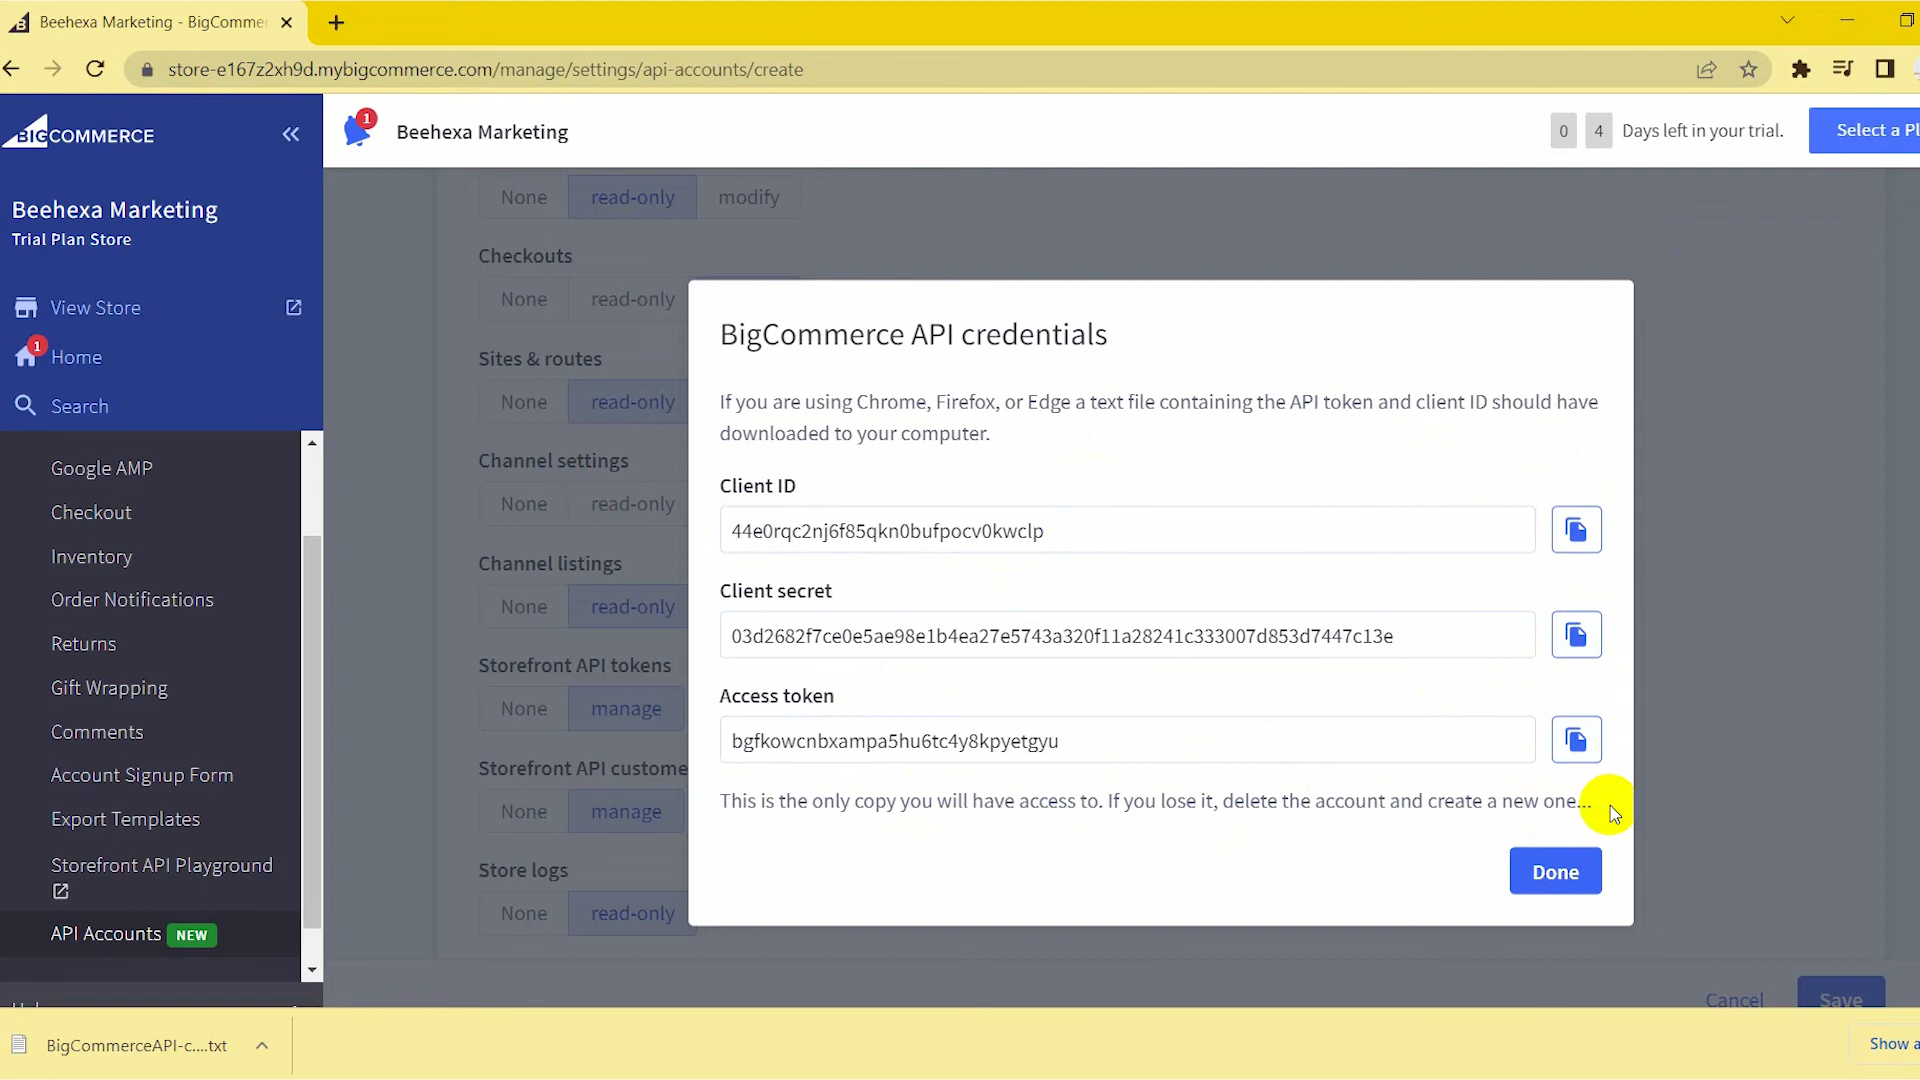 Beehexa Marketing - BigCommer
store-e167z2xh9d.mybigcommerce.com/manage/settings/api-accounts/create
BIGCOMMERCE
1
Beehexa Marketing
0 4 Days left in your trial.
Select a Pl
Beehexa Marketing
Trial Plan Store
View Store
1
Home
Search
Google AMP
Checkout
Inventory
Order Notifications
Returns
Gift Wrapping
Comments
Account Signup Form
Export Templates
Storefront API Playground
API Accounts NEW
None read-only modify
Checkouts
None read-only
Sites & routes
None read-only
Channel settings
None read-only
Channel listings
None read-only
Storefront API tokens
None manage
Storefront API custome
None manage
Store logs
None read-only
BigCommerce API credentials
If you are using Chrome, Firefox, or Edge a text file containing the API token and client ID should have
downloaded to your computer.
Client ID
44e0rqc2nj6f85qkn0bufpocv0kwclp
Client secret
03d2682f7ce0e5ae98e1b4ea27e5743a320f11a28241c333007d853d7447c13e
Access token
bgfkowcnbxampa5hu6tc4y8kpyetgyu
This is the only copy you will have access to. If you lose it, delete the account and create a new one...
Done
Cancel Save
BigCommerceAPI-c....txt
Show a